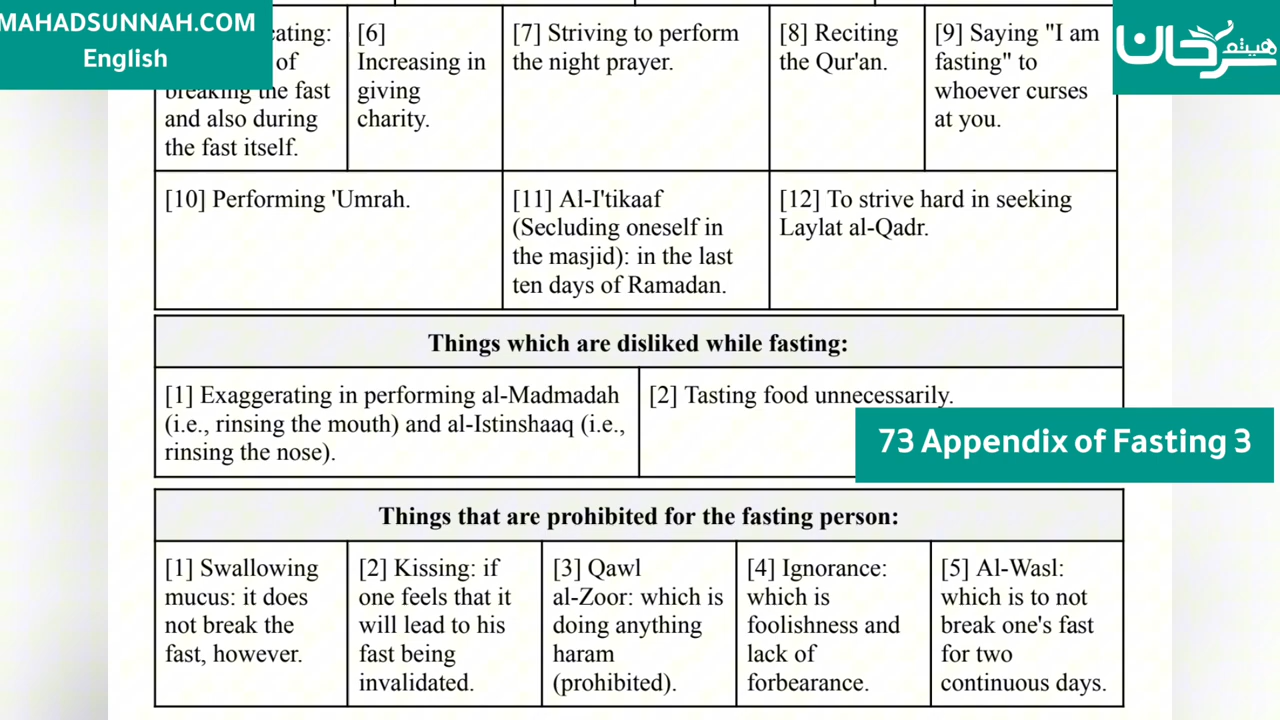 MAHADSUNNAH.COM
English
هيتم سرحان
cating:
of
breaking the fast
and also during
the fast itself.
[6]
Increasing in
giving
charity.
[7] Striving to perform
the night prayer.
[8] Reciting
the Qur'an.
[9] Saying "I am
fasting" to
whoever curses
at you.
[10] Performing 'Umrah.
[11] Al-I'tikaaf
(Secluding oneself in
the masjid): in the last
ten days of Ramadan.
[12] To strive hard in seeking
Laylat al-Qadr.
Things which are disliked while fasting:
[1] Exaggerating in performing al-Madmadah
(i.e., rinsing the mouth) and al-Istinshaaq (i.e.,
rinsing the nose).
[2] Tasting food unnecessarily.
73 Appendix of Fasting 3
Things that are prohibited for the fasting person:
[1] Swallowing
mucus: it does
not break the
fast, however.
[2] Kissing: if
one feels that it
will lead to his
fast being
invalidated.
[3] Qawl
al-Zoor: which is
doing anything
haram
(prohibited).
[4] Ignorance:
which is
foolishness and
lack of
forbearance.
[5] Al-Wasl:
which is to not
break one's fast
for two
continuous days.